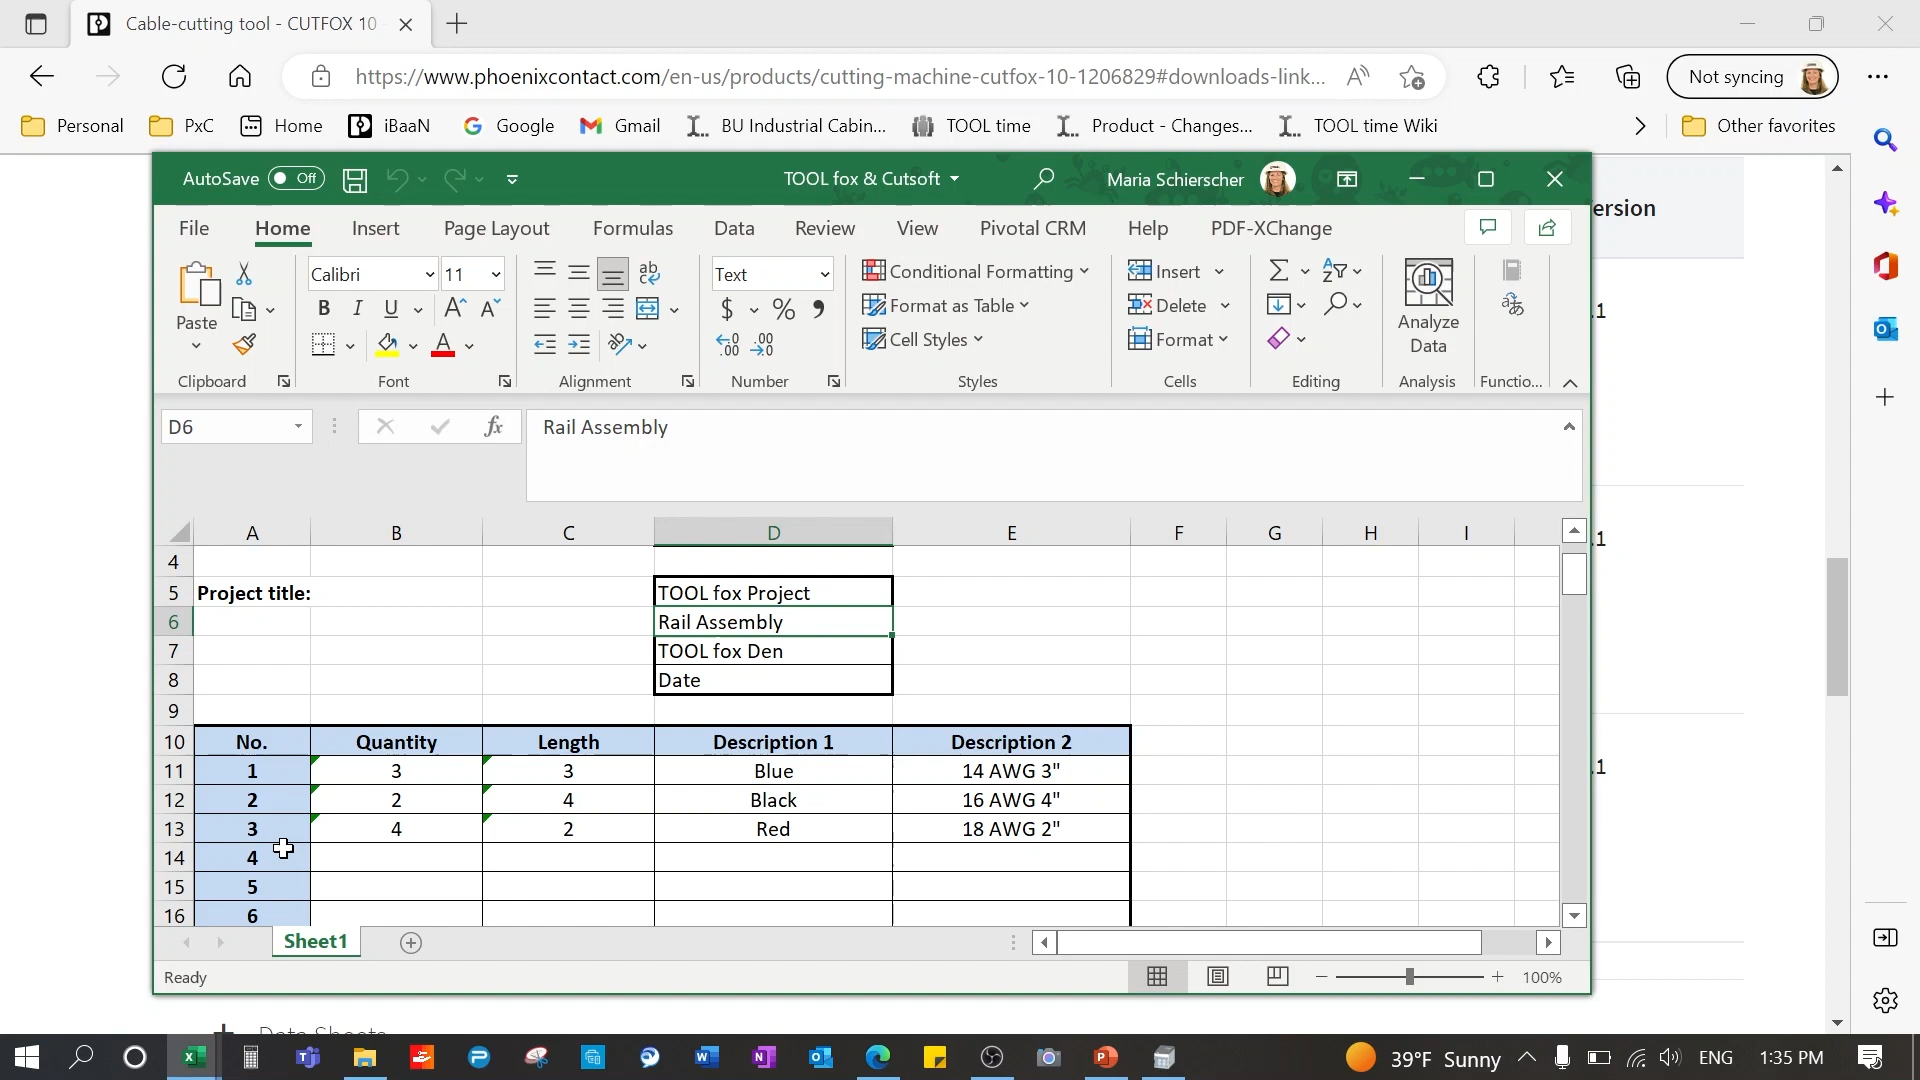 Cable-cutting tool - CUTFOX 10
https://www.phoenixcontact.com/en-us/products/cutting-machine-cutfox-10-1206829#downloads-link...
Not syncing
Personal PxC Home iBaaN Google Gmail BU Industrial Cabin... TOOL time Product - Changes... TOOL time Wiki Other favorites
AutoSave Off TOOL fox & Cutsoft Maria Schierscher
ersion
File Home Insert Page Layout Formulas Data Review View Pivotal CRM Help PDF-XChange
Calibri 11 Text Conditional Formatting Insert
Paste Format as Table Delete .1
Cell Styles Format Analyze Data
Clipboard Font Alignment Number Styles Cells Editing Analysis Functio...
D6 fx Rail Assembly
A B C D E F G H I
4 .1
5 Project title: TOOL fox Project
6 Rail Assembly
7 TOOL fox Den
8 Date
9
10 No. Quantity Length Description 1 Description 2
11 1 3 3 Blue 14 AWG 3" .1
12 2 2 4 Black 16 AWG 4"
13 3 4 2 Red 18 AWG 2"
14 4
15 5
16 6
Sheet1
Ready 100%
Data Sheets
39°F Sunny ENG 1:35 PM